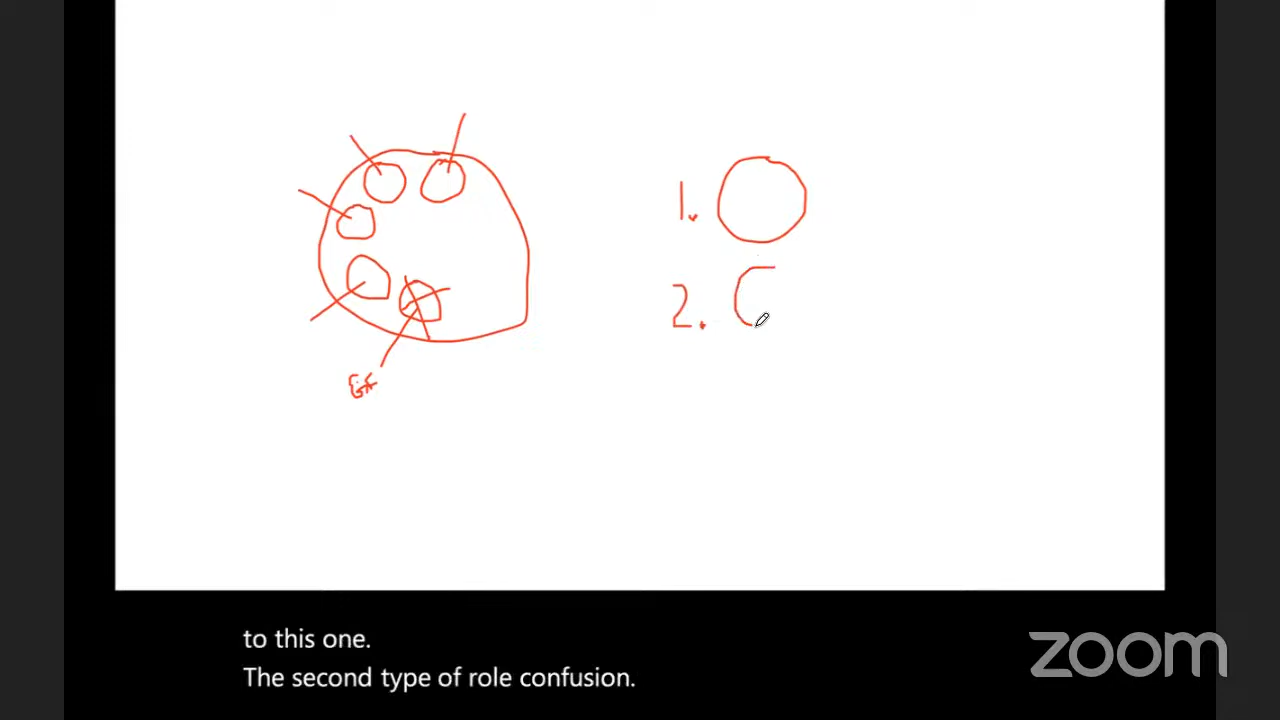 1.
2.
to this one.
The second type of role confusion.
zoom